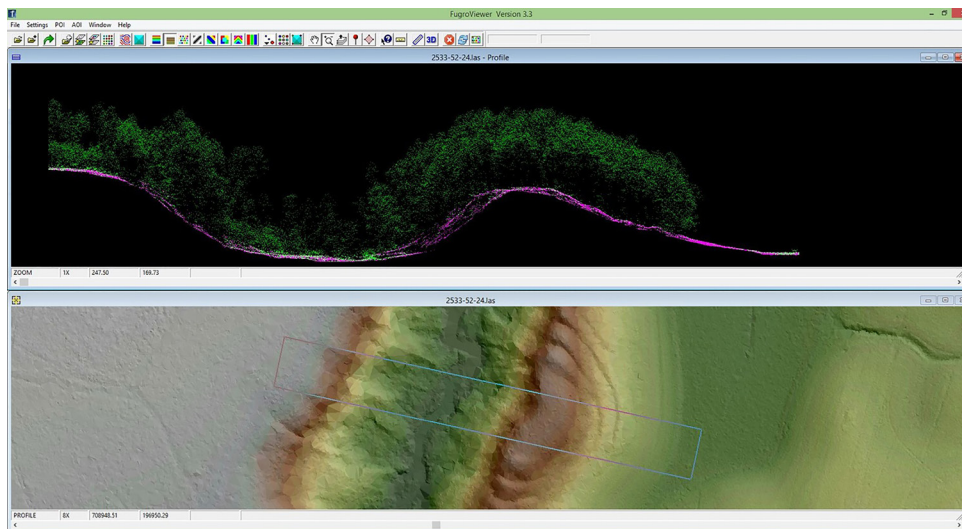 FugroViewer Version 3.3
File Settings POI AOI Window Help
3D
2533-52-24.las - Profile
ZOOM 1X 247.50 169.73
2533-52-24.las
PROFILE 8X 708948.51 196950.29